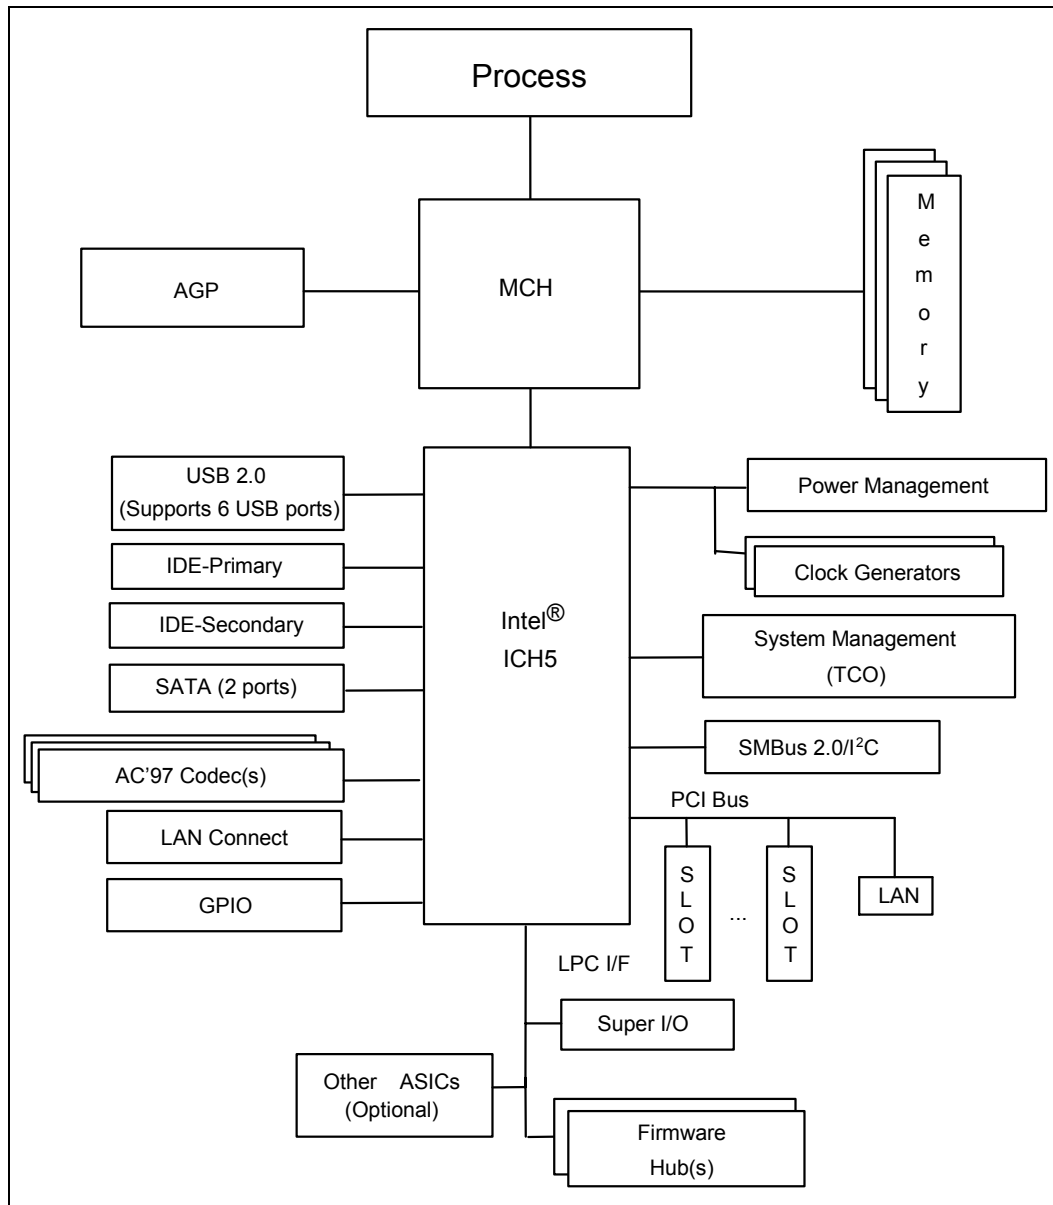 Process
MCH
AGP
M
e
m
o
r
y
USB 2.0
(Supports 6 USB ports)
IDE-Primary
IDE-Secondary
SATA (2 ports)
AC’97 Codec(s)
LAN Connect
GPIO
Intel®
ICH5
Power Management
Clock Generators
System Management
(TCO)
SMBus 2.0/I²C
PCI Bus
S
L
O
T
...
S
L
O
T
LAN
LPC I/F
Super I/O
Other ASICs
(Optional)
Firmware
Hub(s)